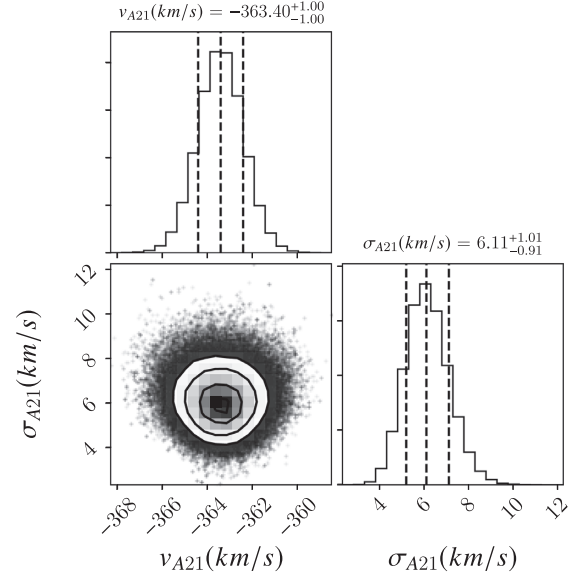 v_{A21}(km/s) = −363.40^{+1.00}_{−1.00}
σ_{A21}(km/s) = 6.11^{+1.01}_{−0.91}
12
10
8
6
4
σ_{A21}(km/s)
−368 −366 −364 −362 −360
4 6 8 10 12
v_{A21}(km/s)
σ_{A21}(km/s)